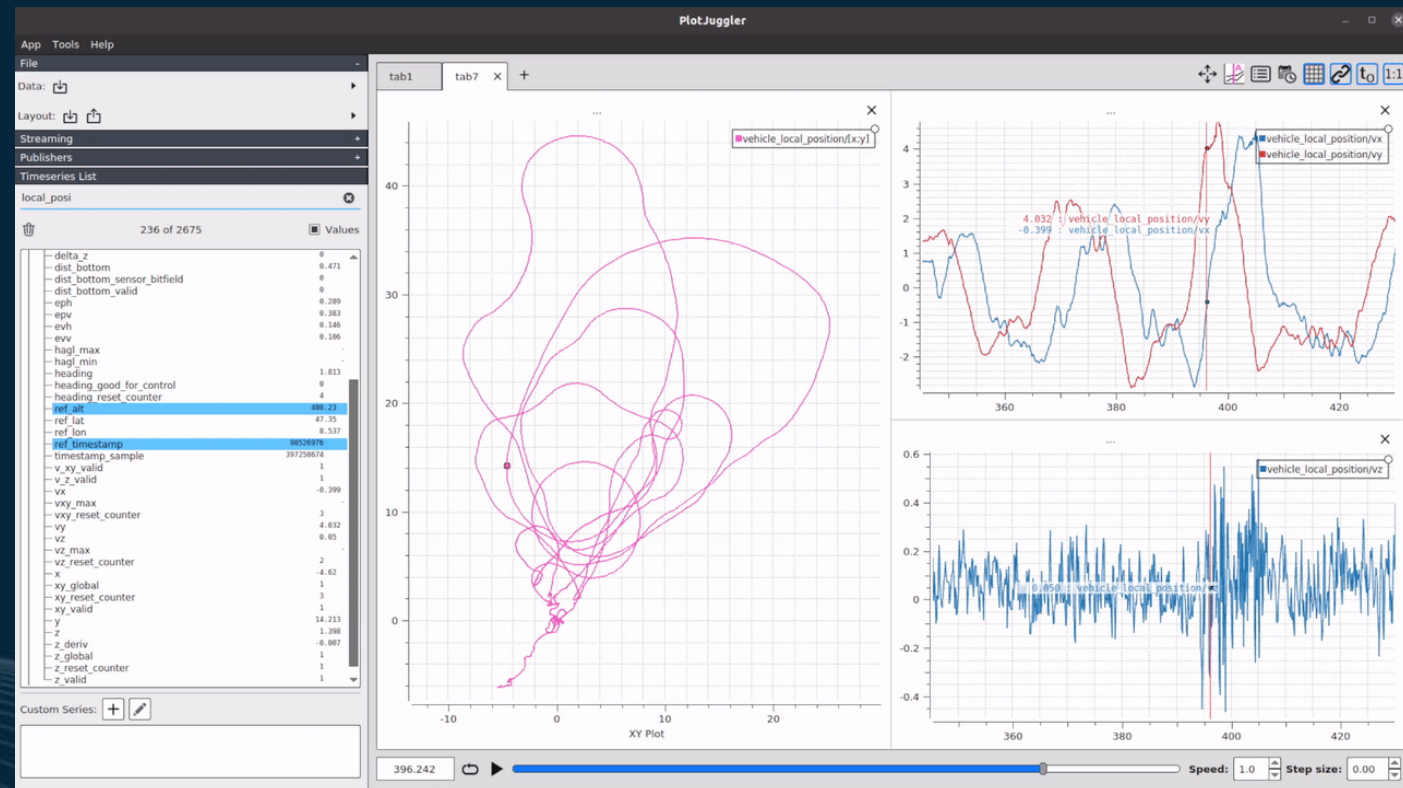 PlotJuggler
App Tools Help
File -
Data:
Layout:
Streaming +
Publishers +
Timeseries List
local_posi
236 of 2675 Values
delta_z 0
dist_bottom 0.471
dist_bottom_sensor_bitfield 0
dist_bottom_valid 0
eph 0.289
epv 0.383
evh 0.146
evv 0.106
hagl_max -
hagl_min -
heading 1.813
heading_good_for_control 0
heading_reset_counter 4
ref_alt 408.23
ref_lat 47.35
ref_lon 8.537
ref_timestamp 90526976
timestamp_sample 397250674
v_xy_valid 1
v_z_valid 1
vx -0.399
vxy_max -
vxy_reset_counter 3
vy 4.032
vz 0.05
vz_max -
vz_reset_counter 2
x -4.62
xy_global 1
xy_reset_counter 3
xy_valid 1
y 14.213
z 1.398
z_deriv -0.007
z_global 1
z_reset_counter 1
z_valid 1
Custom Series: +
tab1 tab7 +
A t0 1:1
...
vehicle_local_position/[x:y]
40
30
20
10
0
-10 0 10 20
XY Plot
...
vehicle_local_position/vx
vehicle_local_position/vy
4
3
2
1
0
-1
-2
4.032 : vehicle_local_position/vy
-0.399 : vehicle_local_position/vx
360 380 400 420
...
vehicle_local_position/vz
0.6
0.4
0.2
0
-0.2
-0.4
0.050 : vehicle_local_position/vz
360 380 400 420
396.242 Speed: 1.0 Step size: 0.00